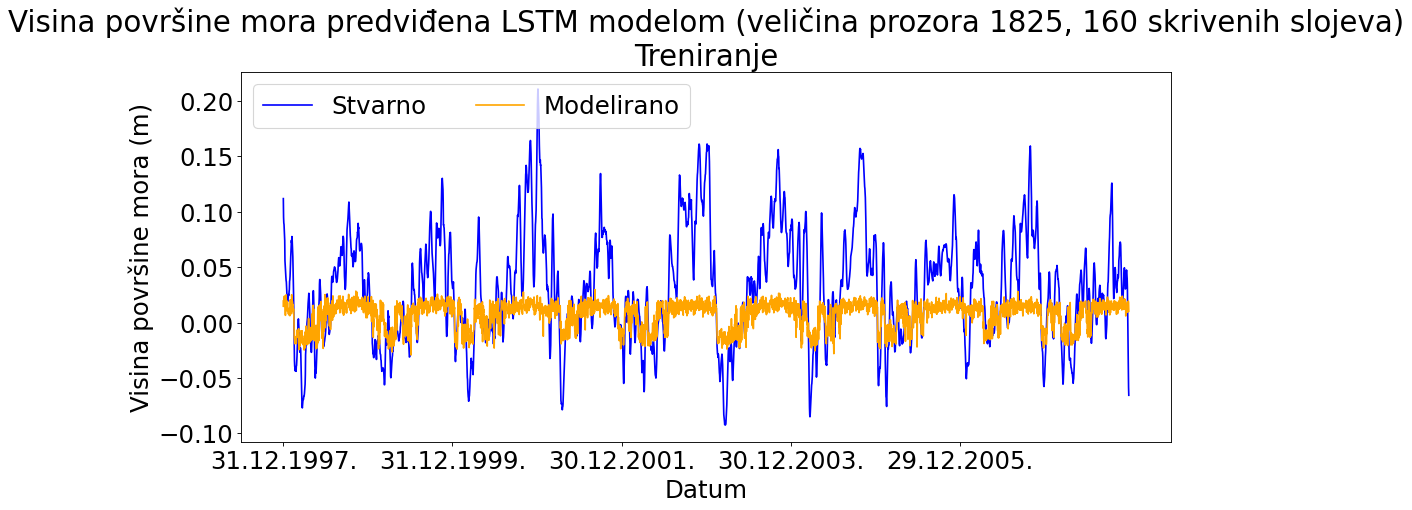 Visina površine mora predviđena LSTM modelom (veličina prozora 1825, 160 skrivenih slojeva)
Treniranje
Stvarno
Modelirano
Visina površine mora (m)
0.20
0.15
0.10
0.05
0.00
−0.05
−0.10
31.12.1997.
31.12.1999.
30.12.2001.
30.12.2003.
29.12.2005.
Datum